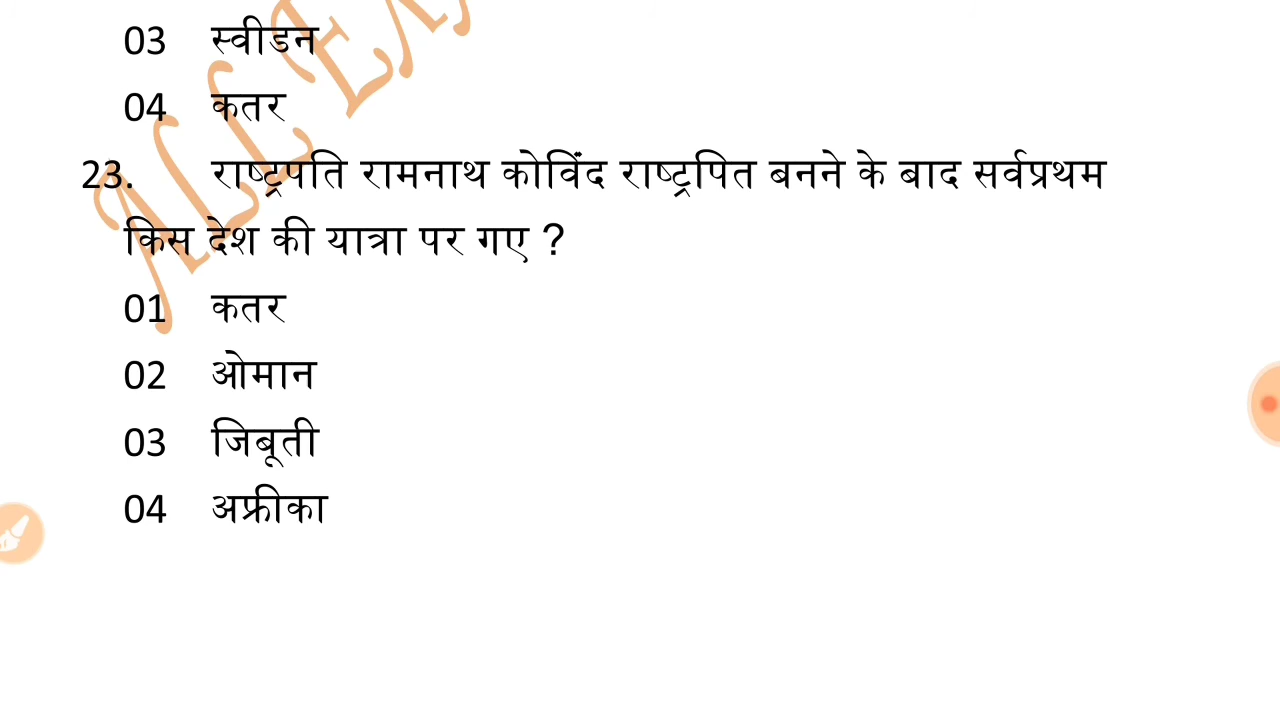 03 स्वीडन
04 कतर
23. राष्ट्रपति रामनाथ कोविंद राष्ट्रपित बनने के बाद सर्वप्रथम
किस देश की यात्रा पर गए ?
01 कतर
02 ओमान
03 जिबूती
04 अफ्रीका